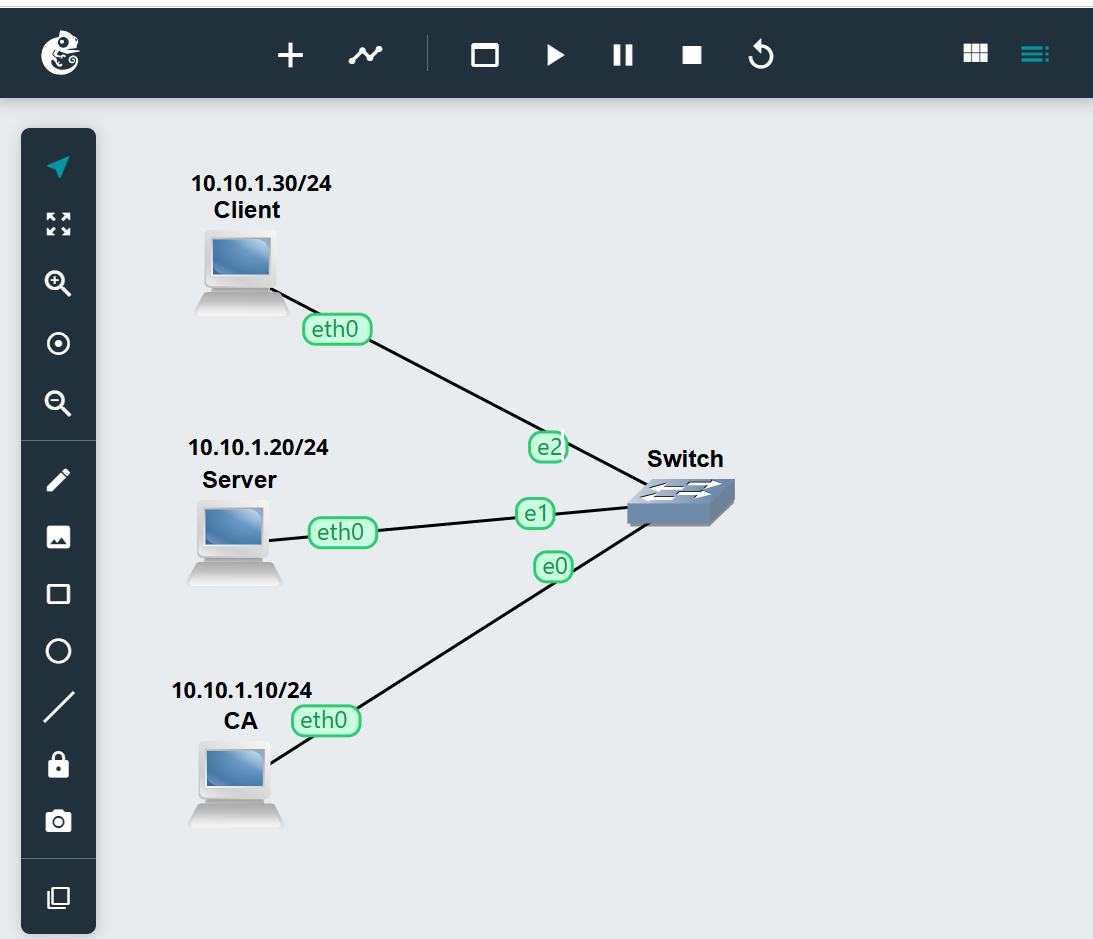 10.10.1.30/24
Client
eth0
e2
10.10.1.20/24
Server
eth0
e1
Switch
e0
10.10.1.10/24
CA
eth0